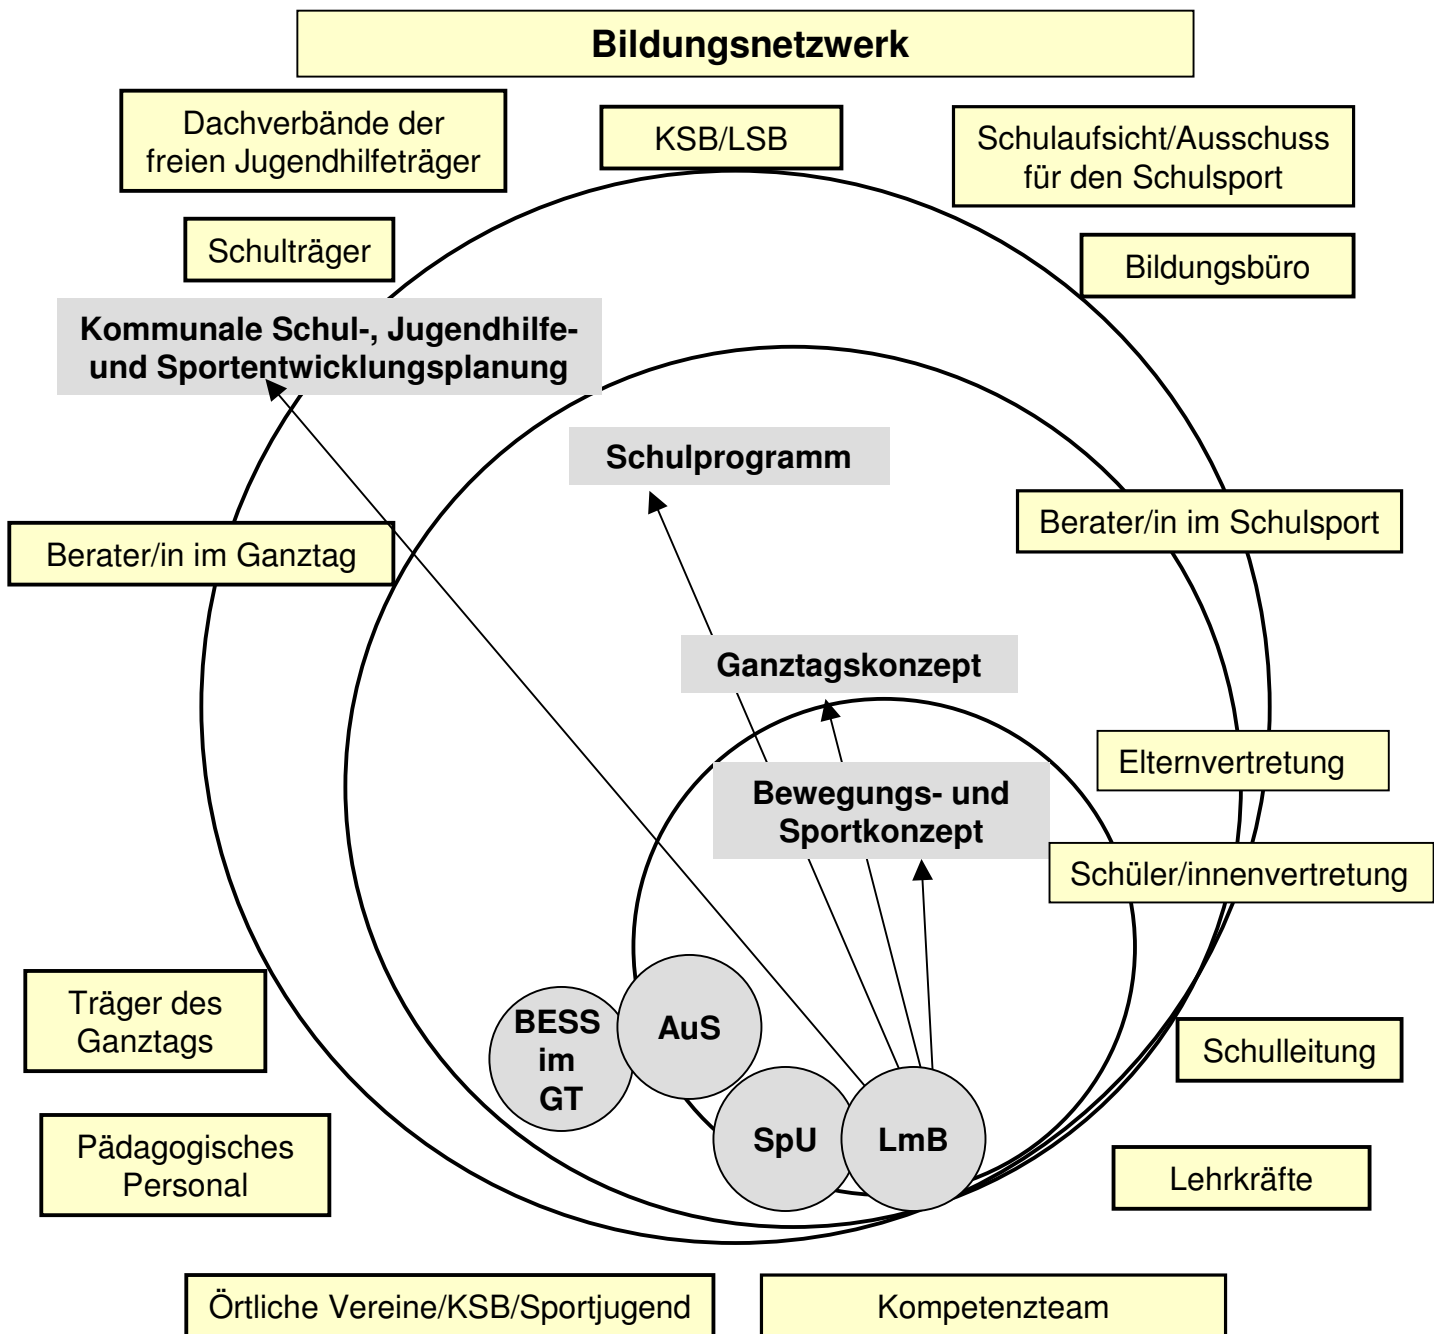 Bildungsnetzwerk
Dachverbände der
freien Jugendhilfeträger
KSB/LSB
Schulaufsicht/Ausschuss
für den Schulsport
Schulträger
Bildungsbüro
Kommunale Schul-, Jugendhilfe-
und Sportentwicklungsplanung
Schulprogramm
Berater/in im Schulsport
Berater/in im Ganztag
Ganztagskonzept
Elternvertretung
Bewegungs- und
Sportkonzept
Schüler/innenvertretung
Träger des
Ganztags
BESS
im
GT
AuS
Schulleitung
SpU
LmB
Pädagogisches
Personal
Lehrkräfte
Örtliche Vereine/KSB/Sportjugend
Kompetenzteam